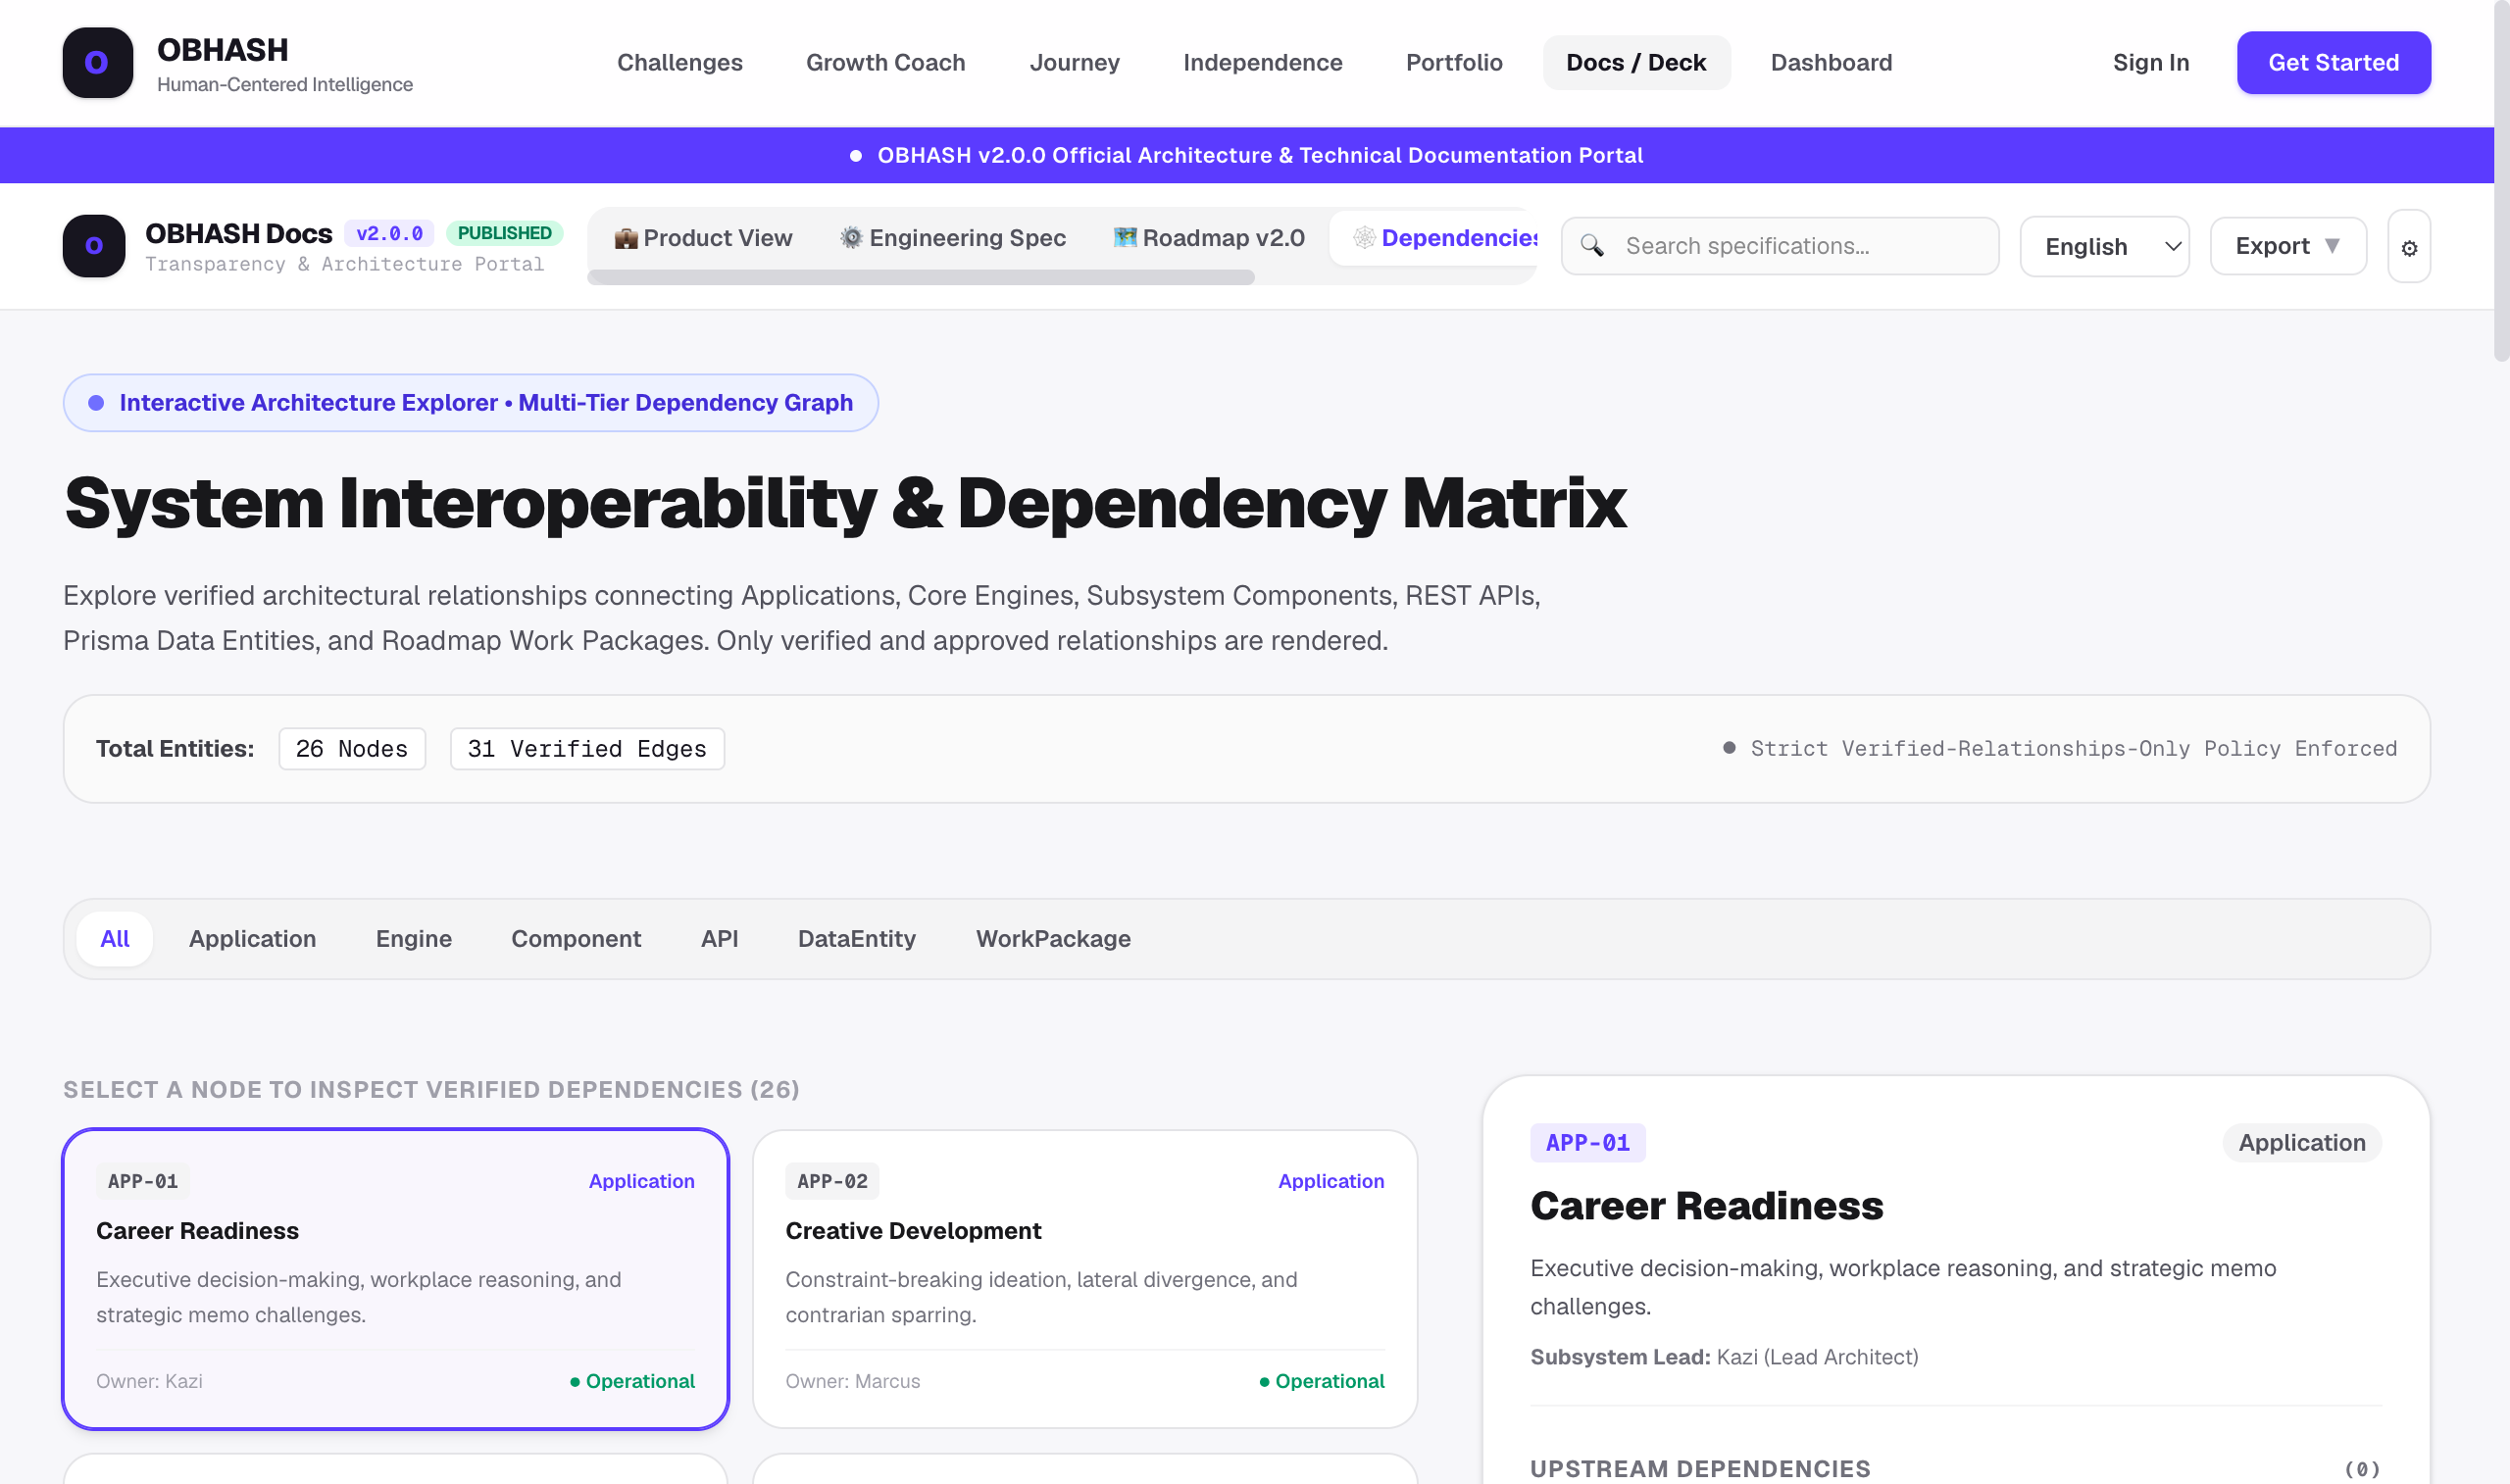 O
OBHASH
Human-Centered Intelligence
Challenges
Growth Coach
Journey
Independence
Portfolio
Docs / Deck
Dashboard
Sign In
Get Started
OBHASH v2.0.0 Official Architecture & Technical Documentation Portal
O
OBHASH Docs v2.0.0 PUBLISHED
Transparency & Architecture Portal
Product View
Engineering Spec
Roadmap v2.0
Dependencies
Search specifications...
English
Export ▼
Interactive Architecture Explorer • Multi-Tier Dependency Graph
System Interoperability & Dependency Matrix
Explore verified architectural relationships connecting Applications, Core Engines, Subsystem Components, REST APIs,
Prisma Data Entities, and Roadmap Work Packages. Only verified and approved relationships are rendered.
Total Entities: 26 Nodes 31 Verified Edges
Strict Verified-Relationships-Only Policy Enforced
All
Application
Engine
Component
API
DataEntity
WorkPackage
SELECT A NODE TO INSPECT VERIFIED DEPENDENCIES (26)
APP-01 Application
Career Readiness
Executive decision-making, workplace reasoning, and
strategic memo challenges.
Owner: Kazi
Operational
APP-02 Application
Creative Development
Constraint-breaking ideation, lateral divergence, and
contrarian sparring.
Owner: Marcus
Operational
APP-01 Application
Career Readiness
Executive decision-making, workplace reasoning, and strategic memo
challenges.
Subsystem Lead: Kazi (Lead Architect)
UPSTREAM DEPENDENCIES (0)